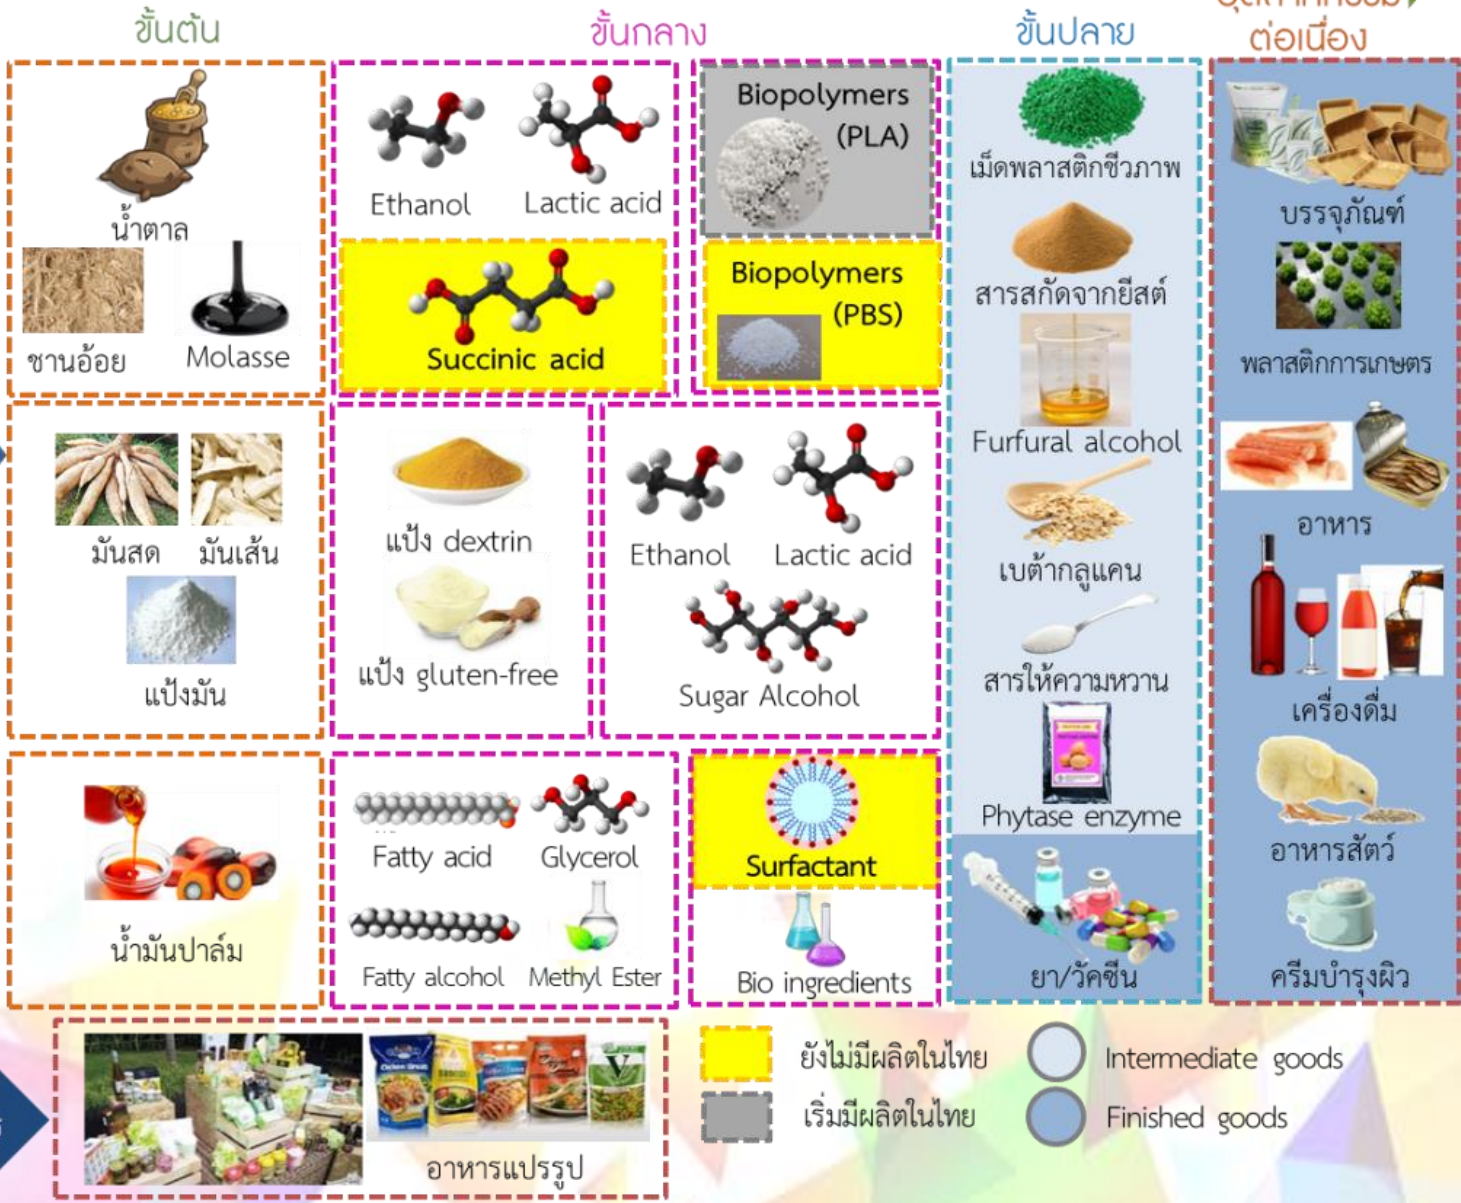 ขั้นต้น
ขั้นกลาง
ขั้นปลาย
ต่อเนื่อง
น้ำตาล
ชานอ้อย
Molasse
Ethanol
Lactic acid
Succinic acid
Biopolymers
(PLA)
Biopolymers
(PBS)
มันสด
มันเส้น
แป้งมัน
แป้ง dextrin
แป้ง gluten-free
Ethanol
Lactic acid
Sugar Alcohol
น้ำมันปาล์ม
Fatty acid
Glycerol
Fatty alcohol
Methyl Ester
Surfactant
Bio ingredients
เม็ดพลาสติกชีวภาพ
สารสกัดจากยีสต์
Furfural alcohol
เบต้ากลูแคน
สารให้ความหวาน
Phytase enzyme
ยา/วัคซีน
บรรจุภัณฑ์
พลาสติกการเกษตร
อาหาร
เครื่องดื่ม
อาหารสัตว์
ครีมบำรุงผิว
อาหารแปรรูป
ยังไม่มีผลิตในไทย
เริ่มมีผลิตในไทย
Intermediate goods
Finished goods